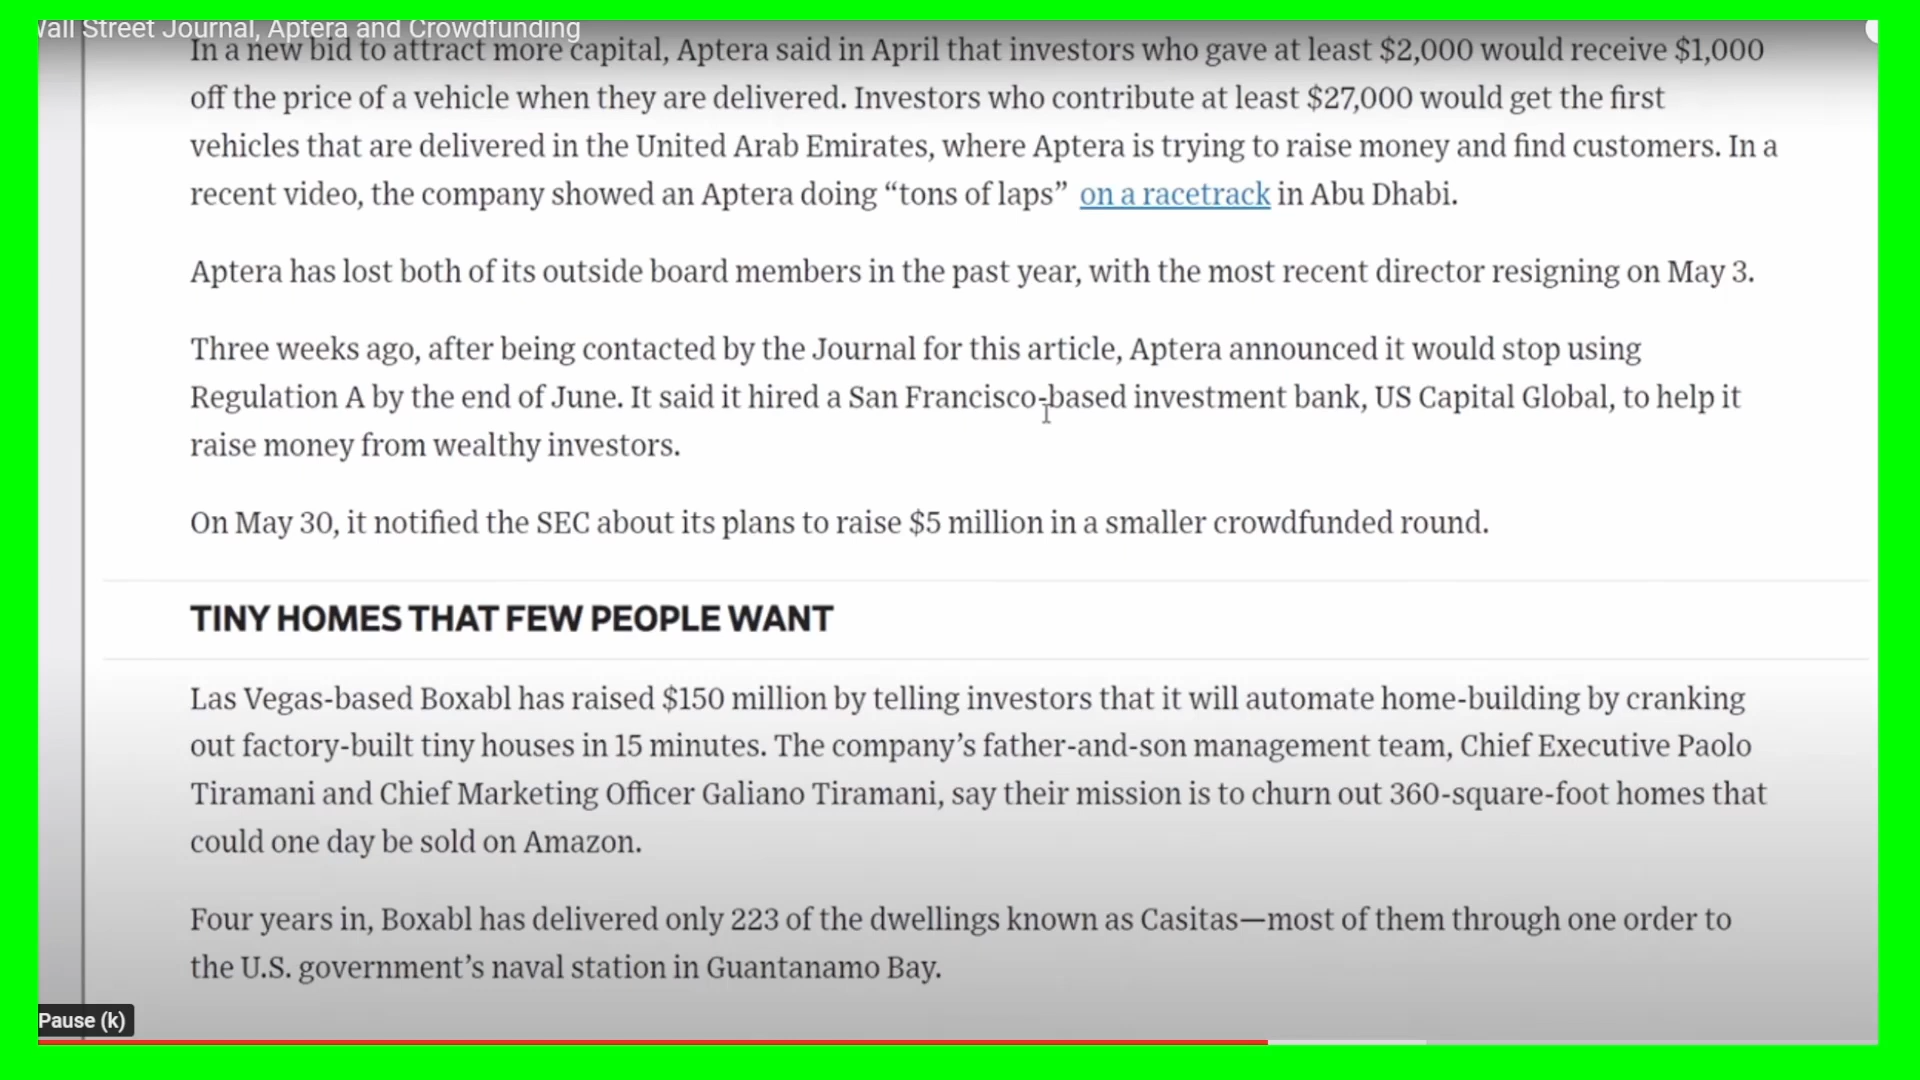 Wall Street Journal, Aptera and Crowdfunding
In a new bid to attract more capital, Aptera said in April that investors who gave at least $2,000 would receive $1,000
off the price of a vehicle when they are delivered. Investors who contribute at least $27,000 would get the first
vehicles that are delivered in the United Arab Emirates, where Aptera is trying to raise money and find customers. In a
recent video, the company showed an Aptera doing “tons of laps” on a racetrack in Abu Dhabi.
Aptera has lost both of its outside board members in the past year, with the most recent director resigning on May 3.
Three weeks ago, after being contacted by the Journal for this article, Aptera announced it would stop using
Regulation A by the end of June. It said it hired a San Francisco-based investment bank, US Capital Global, to help it
raise money from wealthy investors.
On May 30, it notified the SEC about its plans to raise $5 million in a smaller crowdfunded round.
TINY HOMES THAT FEW PEOPLE WANT
Las Vegas-based Boxabl has raised $150 million by telling investors that it will automate home-building by cranking
out factory-built tiny houses in 15 minutes. The company’s father-and-son management team, Chief Executive Paolo
Tiramani and Chief Marketing Officer Galiano Tiramani, say their mission is to churn out 360-square-foot homes that
could one day be sold on Amazon.
Four years in, Boxabl has delivered only 223 of the dwellings known as Casitas—most of them through one order to
the U.S. government’s naval station in Guantanamo Bay.
Pause (k)